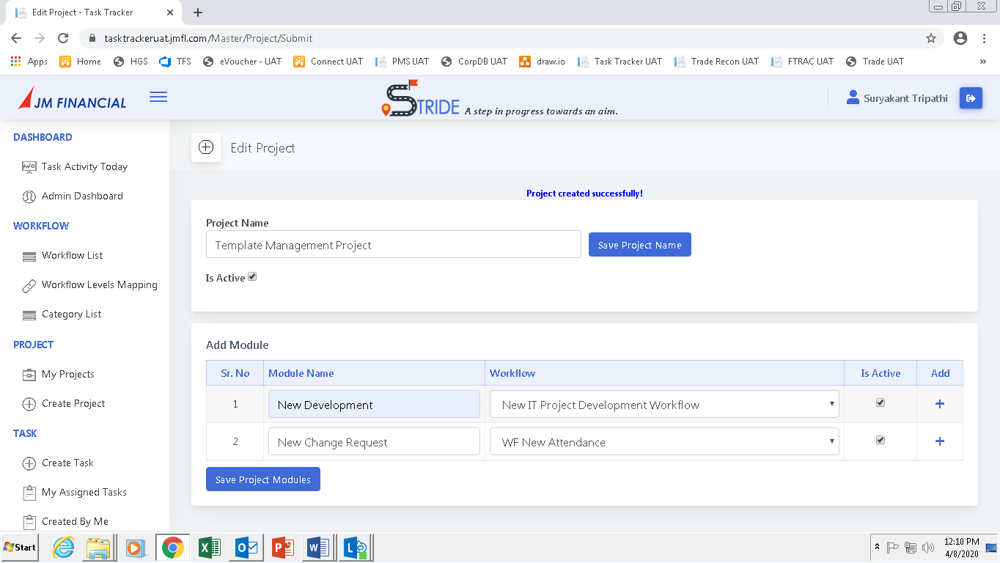 Edit Project - Task Tracker
tasktrackeruat.jmfl.com/Master/Project/Submit
Apps Home HGS TFS eVoucher - UAT Connect UAT PMS UAT CorpDB UAT draw.io Task Tracker UAT Trade Recon UAT FTRAC UAT Trade UAT »
JM FINANCIAL
STRIDE A step in progress towards an aim.
Suryakant Tripathi
DASHBOARD
Task Activity Today
Admin Dashboard
WORKFLOW
Workflow List
Workflow Levels Mapping
Category List
PROJECT
My Projects
Create Project
TASK
Create Task
My Assigned Tasks
Created By Me
Edit Project
Project created successfully!
Project Name
Template Management Project
Save Project Name
Is Active
Add Module
Sr. No Module Name Workflow Is Active Add
1 New Development New IT Project Development Workflow
2 New Change Request WF New Attendance
Save Project Modules
Start
12:10 PM
4/8/2020